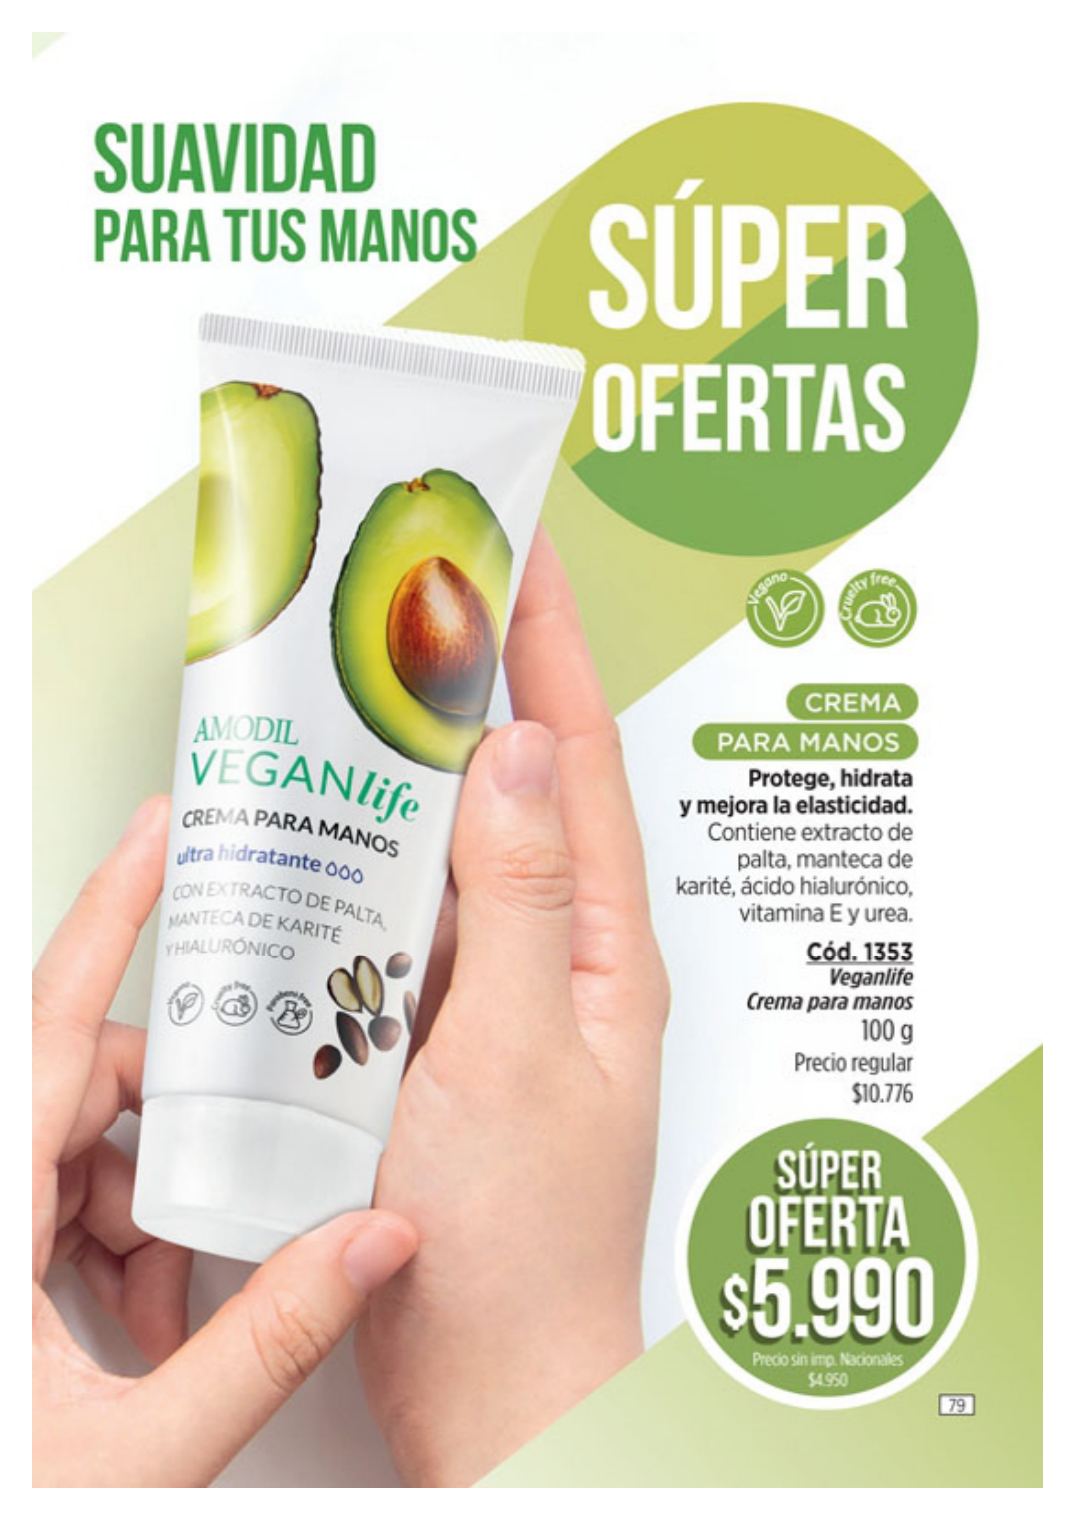 SUAVIDAD
PARA TUS MANOS
SÚPER
OFERTAS
AMODIL
VEGANlife
CREMA PARA MANOS
ultra hidratante
CON EXTRACTO DE PALTA,
MANTECA DE KARITÉ
Y HIALURÓNICO
Cruelty free
Vegano
Cruelty free
CREMA
PARA MANOS
Protege, hidrata
y mejora la elasticidad.
Contiene extracto de
palta, manteca de
karité, ácido hialurónico,
vitamina E y urea.
Cód. 1353
Veganlife
Crema para manos
100 g
Precio regular
$10.776
SÚPER
OFERTA
$5.990
Precio sin imp. Nacionales
$4.950
79